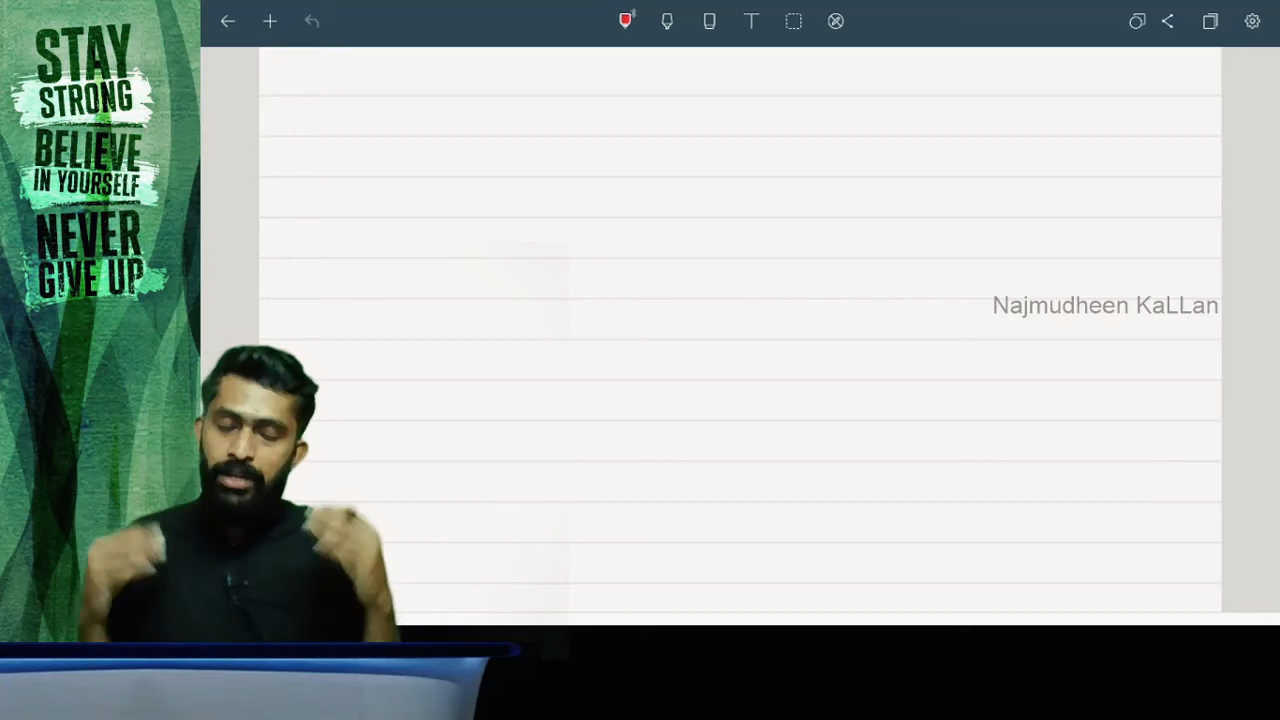 STAY
STRONG
BELIEVE
IN YOURSELF
NEVER
GIVE UP
Najmudheen KaLLan